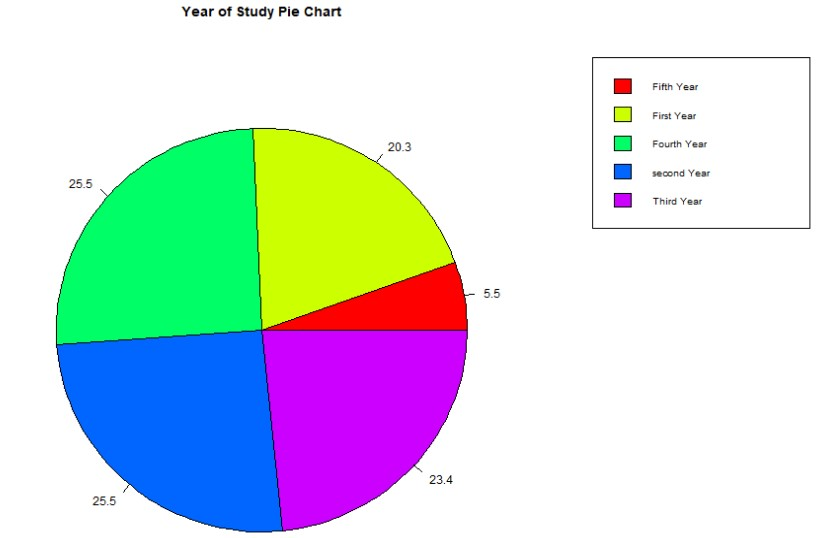 Year of Study Pie Chart
Fifth Year
First Year
Fourth Year
second Year
Third Year
20.3
25.5
5.5
23.4
25.5